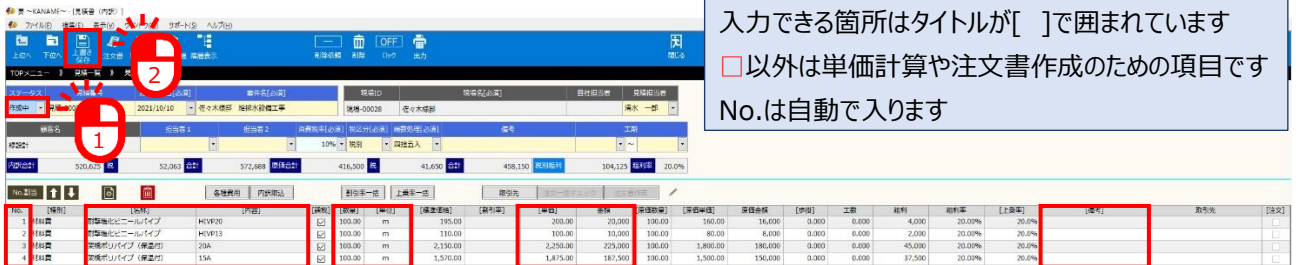 要 ～KANAME～ - [見積書（内訳）]
ファイル(F) 編集(E) 表示(V) サポート(S) ヘルプ(H)
上位へ 下位へ 上書き保存 注文書 階層表示 削除依頼 削除 OFF ロック 出力 閉じる
入力できる箇所はタイトルが[ ]で囲まれています
□以外は単価計算や注文書作成のための項目です
No.は自動で入ります
TOPメニュー 》 見積一覧 》
2
ステータス 見積番号 件名[必須] 現場ID 現場名[必須] 自社担当者 見積担当者
作成中 2021/10/10 佐々木様邸 給排水設備工事 現場-00028 佐々木様邸 清水 一郎
1
顧客名 担当者1 担当者2 消費税率[必須] 税区分[必須] 端数処理[必須] 備考 工期
10% 税別 四捨五入 ～
内訳合計 520,625 税 52,063 合計 572,688 原価合計 416,500 税 41,650 合計 458,150 税別粗利 104,125 粗利率 20.0%
No.割当 各種費用 内訳取込 割引率一括 上乗率一括 取引先 注文一括チェック 注文書作成
No. [種別] [名称] [内容] [課税] [数量] [単位] [標準価格] [割引率] [単価] 金額 [原価数量] [原価単価] 原価金額 [歩掛] 工数 粗利 粗利率 [上乗率] [備考] 取引先 [注文]
1 材料費 耐撃塩化ビニールパイプ HIVP20 100.00 m 195.00 200.00 20,000 100.00 160.00 16,000 0.000 0.000 4,000 20.00% 20.0%
2 材料費 耐撃塩化ビニールパイプ HIVP13 100.00 m 110.00 100.00 10,000 100.00 80.00 8,000 0.000 0.000 2,000 20.00% 20.0%
3 材料費 架橋ポリパイプ（保温付） 20A 100.00 m 2,150.00 2,250.00 225,000 100.00 1,800.00 180,000 0.000 0.000 45,000 20.00% 20.0%
4 材料費 架橋ポリパイプ（保温付） 15A 100.00 m 1,570.00 1,875.00 187,500 100.00 1,500.00 150,000 0.000 0.000 37,500 20.00% 20.0%